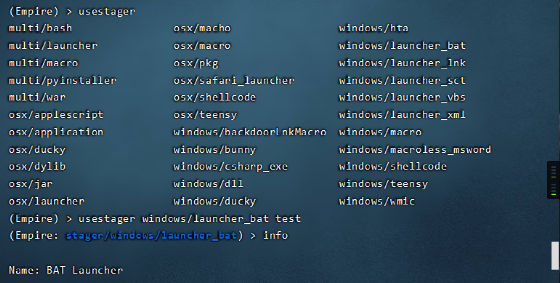 (Empire) > usestager
multi/bash osx/macho windows/hta
multi/launcher osx/macro windows/launcher_bat
multi/macro osx/pkg windows/launcher_lnk
multi/pyinstaller osx/safari_launcher windows/launcher_sct
multi/war osx/shellcode windows/launcher_vbs
osx/applescript osx/teensy windows/launcher_xml
osx/application windows/backdoorLnkMacro windows/macro
osx/ducky windows/bunny windows/macroless_msword
osx/dylib windows/csharp_exe windows/shellcode
osx/jar windows/dll windows/teensy
osx/launcher windows/ducky windows/wmic
(Empire) > usestager windows/launcher_bat test
(Empire: stager/windows/launcher_bat) > info
Name: BAT Launcher